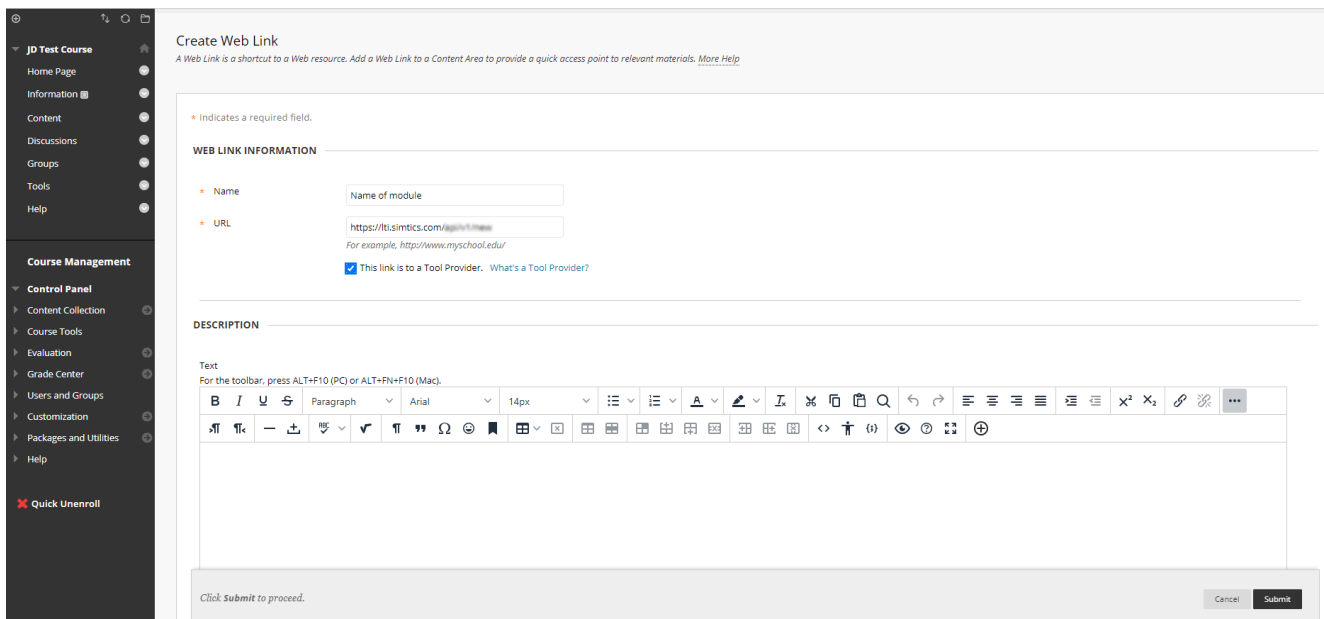 JD Test Course
Home Page
Information
Content
Discussions
Groups
Tools
Help
Course Management
Control Panel
Content Collection
Course Tools
Evaluation
Grade Center
Users and Groups
Customization
Packages and Utilities
Help
Quick Unenroll
Create Web Link
A Web Link is a shortcut to a Web resource. Add a Web Link to a Content Area to provide a quick access point to relevant materials. More Help
* Indicates a required field.
WEB LINK INFORMATION
* Name
Name of module
* URL
https://lti.simtics.com/
For example, http://www.myschool.edu/
This link is to a Tool Provider. What's a Tool Provider?
DESCRIPTION
Text
For the toolbar, press ALT+F10 (PC) or ALT+FN+F10 (Mac).
B I U S Paragraph Arial 14px
Click Submit to proceed.
Cancel Submit